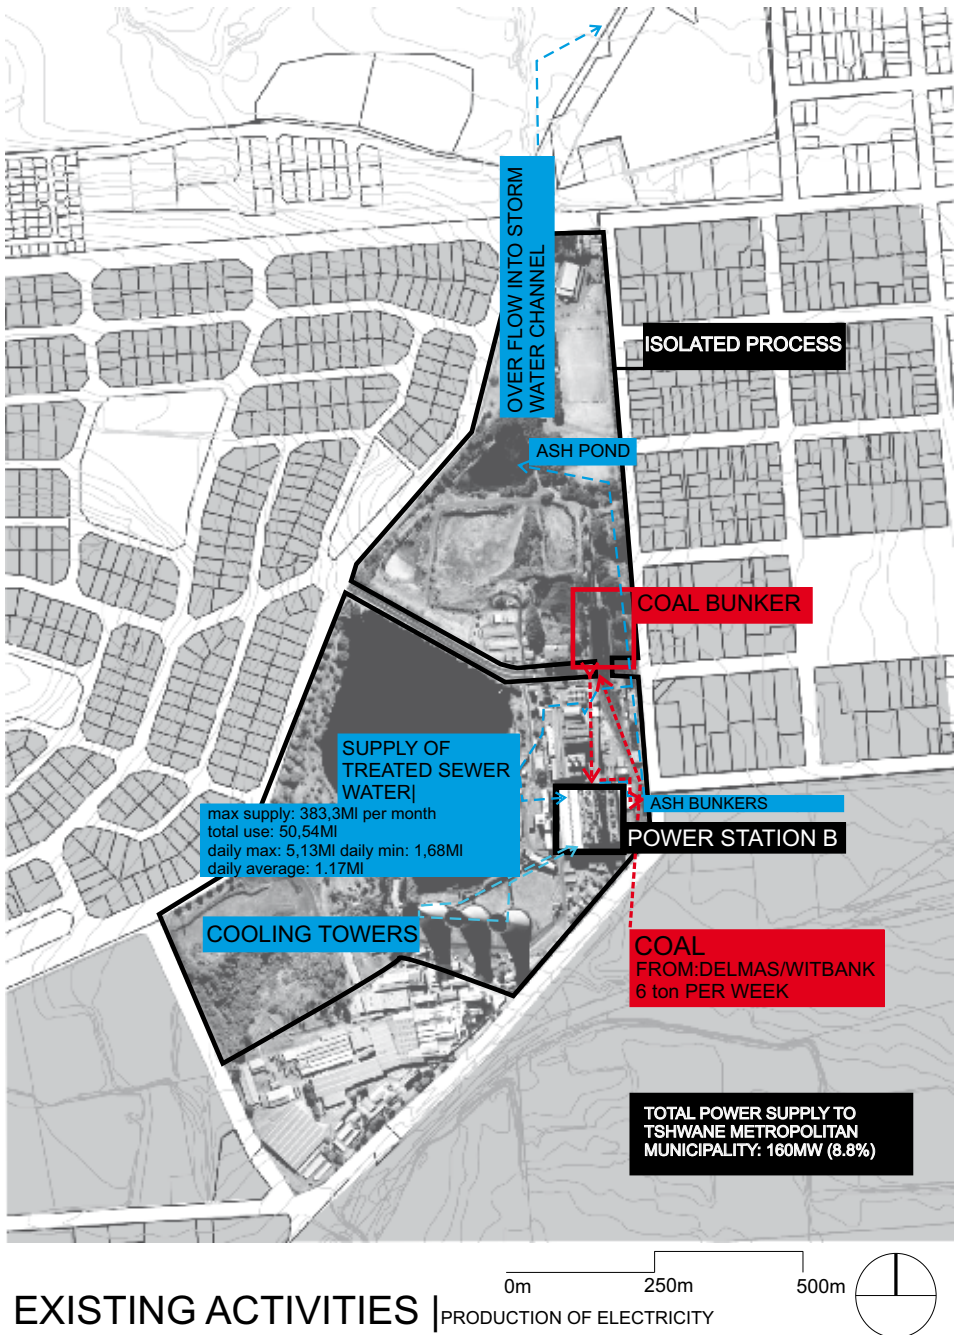 OVER FLOW INTO STORM
WATER CHANNEL
ISOLATED PROCESS
ASH POND
COAL BUNKER
SUPPLY OF
TREATED SEWER
WATER|
max supply: 383,3Ml per month
total use: 50,54Ml
daily max: 5,13Ml daily min: 1,68Ml
daily average: 1.17Ml
ASH BUNKERS
POWER STATION B
COOLING TOWERS
COAL
FROM:DELMAS/WITBANK
6 ton PER WEEK
TOTAL POWER SUPPLY TO
TSHWANE METROPOLITAN
MUNICIPALITY: 160MW (8.8%)
0m 250m 500m
EXISTING ACTIVITIES | PRODUCTION OF ELECTRICITY